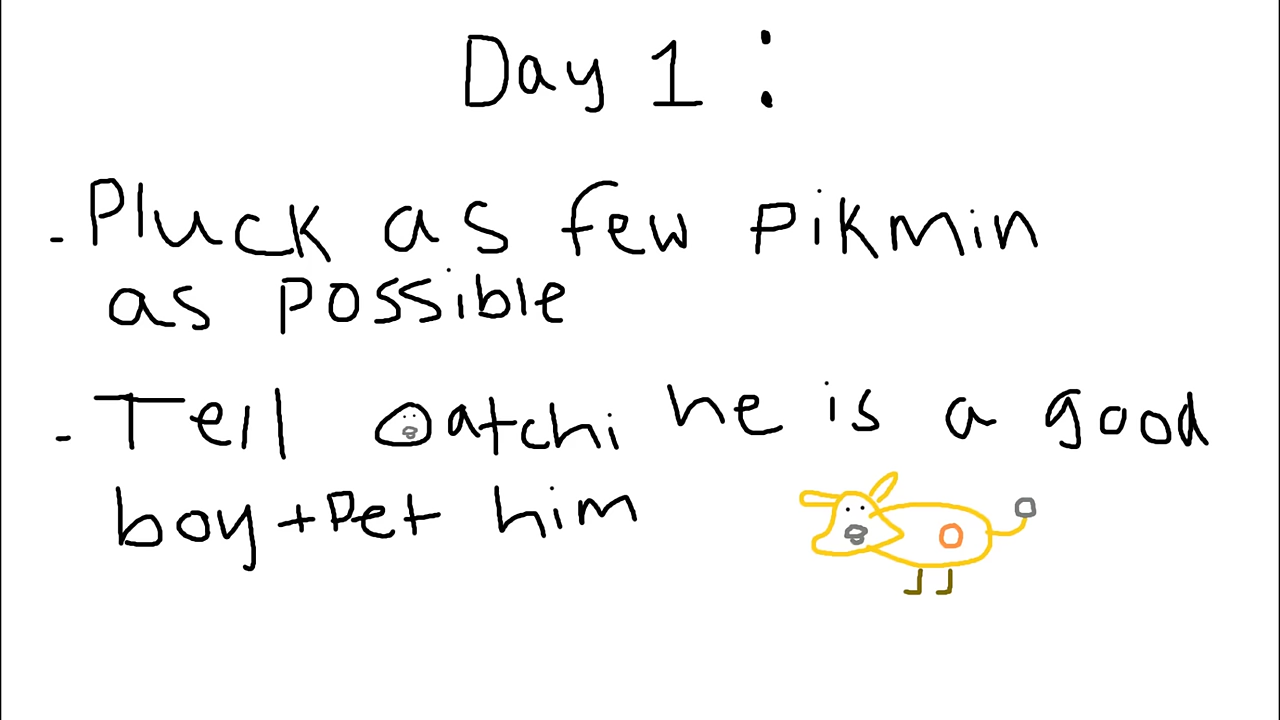 Day 1 :
- Pluck as few pikmin
as possible
- Tell Oatchi he is a good
boy + Pet him